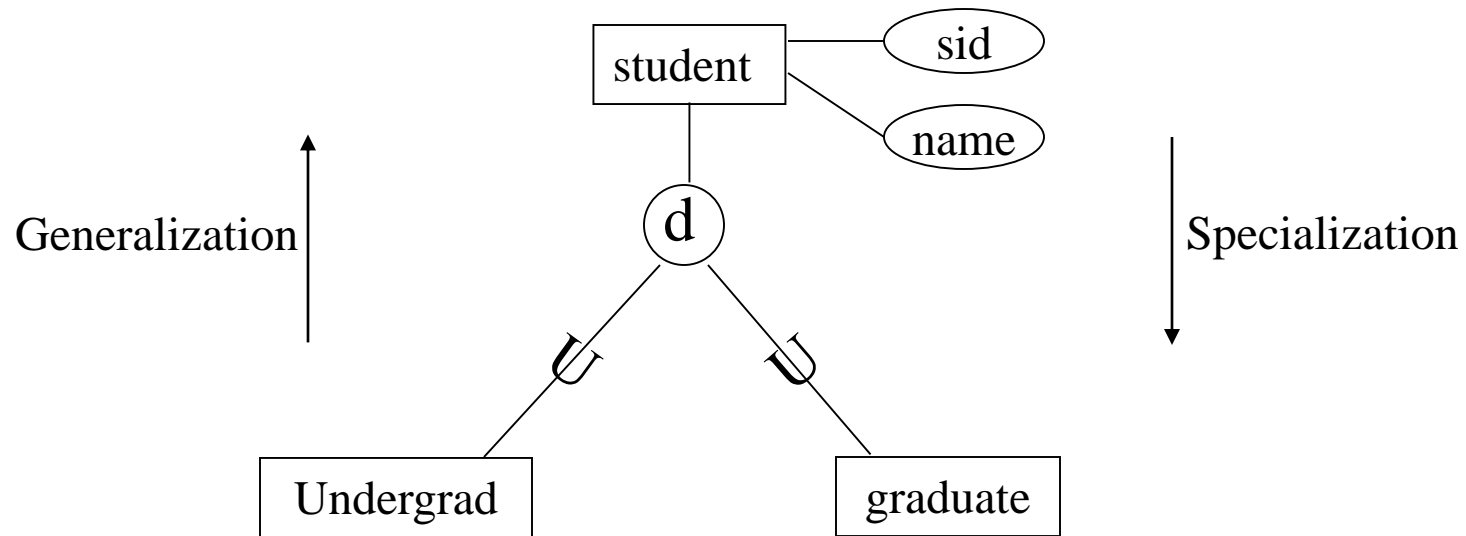 sid
student
name
d
Generalization
Specialization
U
U
Undergrad
graduate